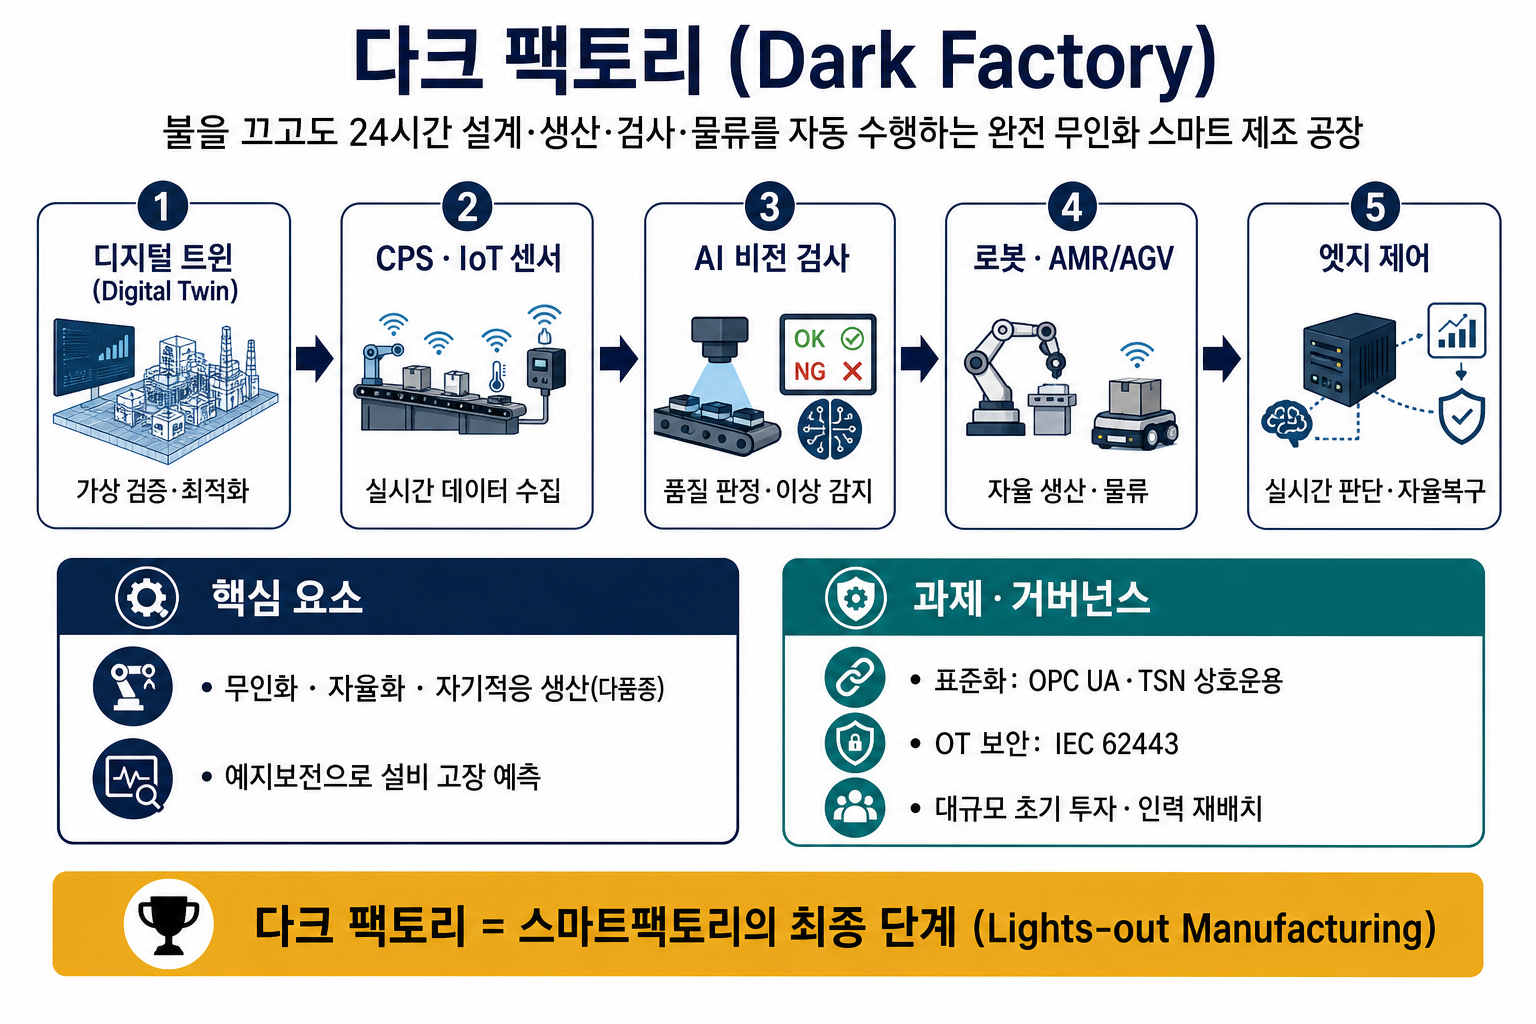 다크 팩토리 (Dark Factory)
불을 끄고도 24시간 설계·생산·검사·물류를 자동 수행하는 완전 무인화 스마트 제조 공장
1
디지털 트윈
(Digital Twin)
가상 검증·최적화
2
CPS · IoT 센서
실시간 데이터 수집
3
AI 비전 검사
OK
NG
품질 판정·이상 감지
4
로봇 · AMR/AGV
자율 생산·물류
5
엣지 제어
실시간 판단·자율복구
핵심 요소
• 무인화 · 자율화 · 자기적응 생산(다품종)
• 예지보전으로 설비 고장 예측
과제 · 거버넌스
• 표준화: OPC UA · TSN 상호운용
• OT 보안: IEC 62443
• 대규모 초기 투자 · 인력 재배치
다크 팩토리 = 스마트팩토리의 최종 단계 (Lights-out Manufacturing)